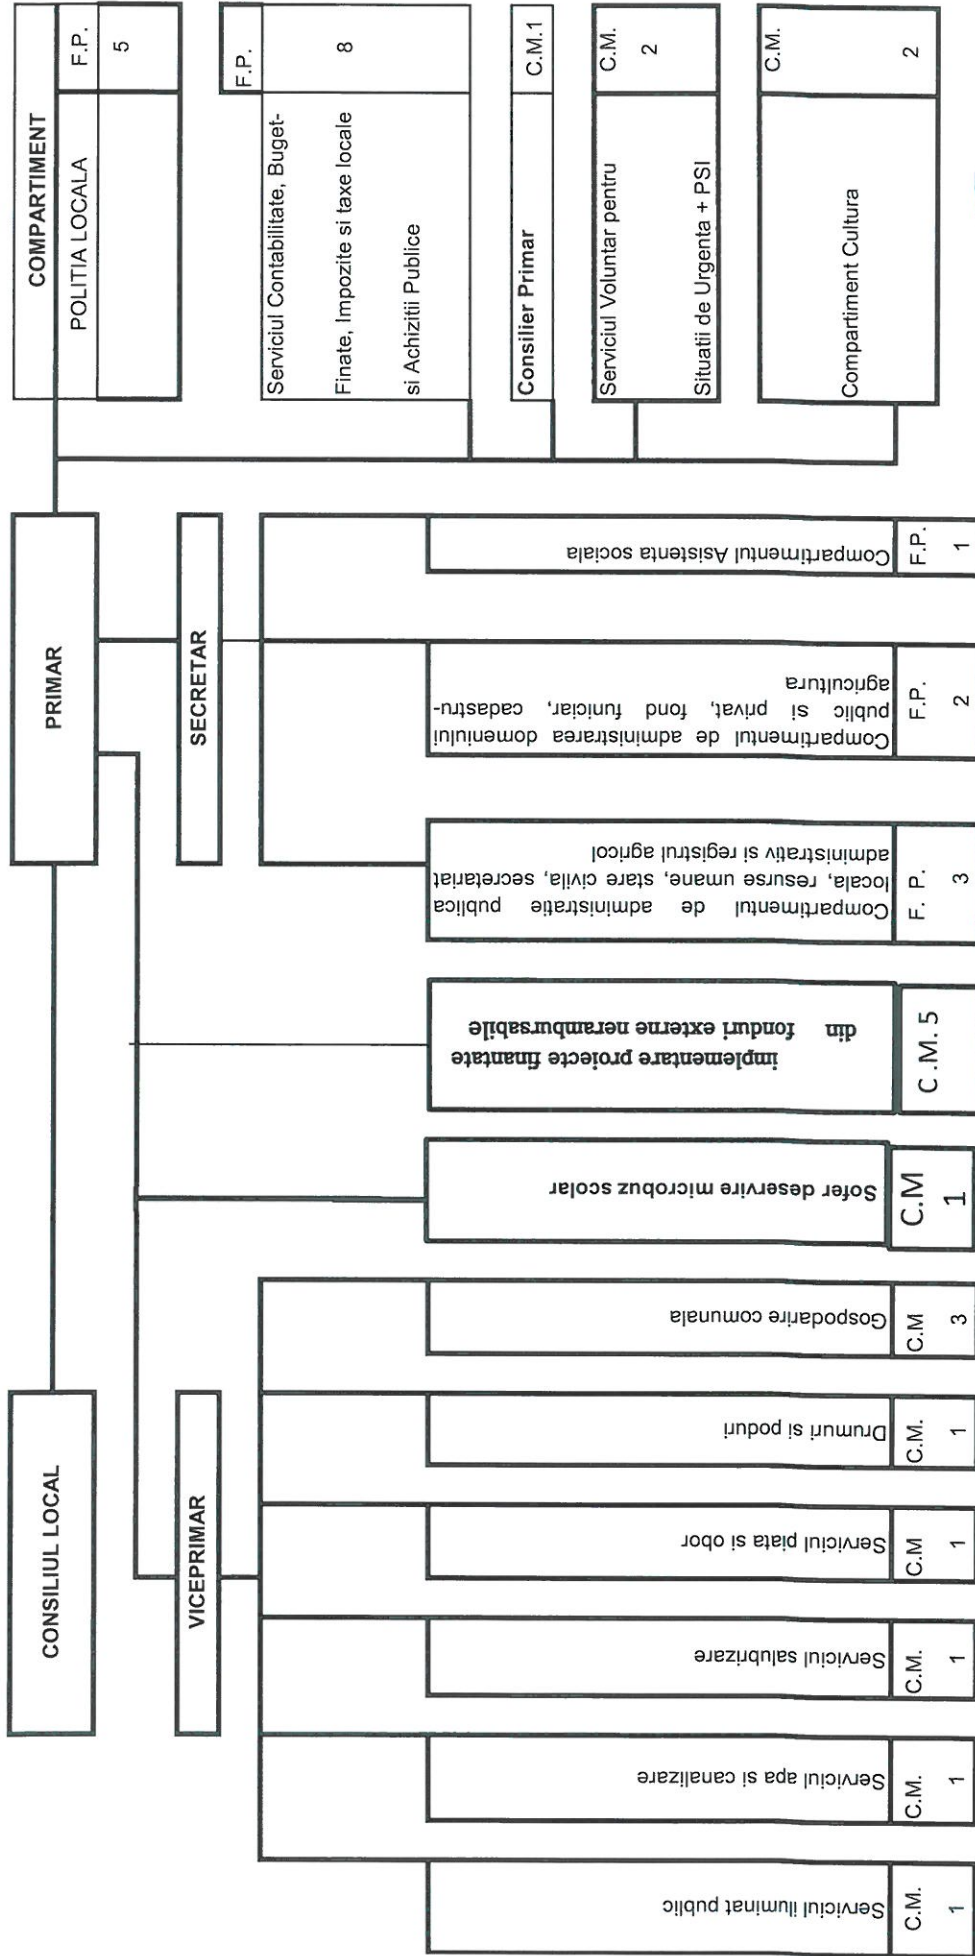 CONSILIUL LOCAL
PRIMAR
COMPARTIMENT
POLITIA LOCALA
F.P.
5
VICEPRIMAR
SECRETAR
Serviciul Contabilitate, Buget-
Finate, Impozite si taxe locale
si Achizitii Publice
F.P.
8
Consilier Primar
C.M.1
Serviciul Voluntar pentru
Situatii de Urgenta + PSI
C.M.
2
Compartiment Cultura
C.M.
2
Serviciul iluminat public
C.M.
1
Serviciul apa si canalizare
C.M.
1
Serviciul salubrizare
C.M.
1
Serviciul piata si obor
C.M
1
Drumuri si poduri
C.M.
1
Gospodarire comunala
C.M
3
Sofer deservire microbuz scolar
C.M
1
implementare proiecte finantate
din fonduri externe nerambursabile
C.M. 5
Compartimentul de administratie publica
locala, resurse umane, stare civila, secretariat
administrativ si registrul agricol
F. P.
3
Compartimentul de administrarea domeniului
public si privat, fond funiciar, cadastru-
agricultura
F.P.
2
Compartimentul Asistenta sociala
F.P.
1